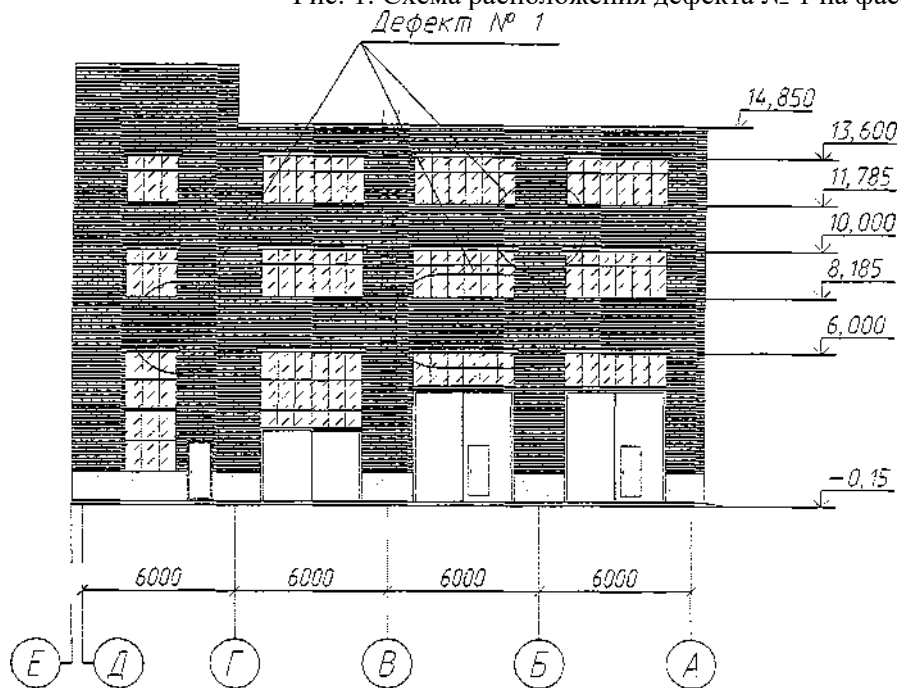 Рис. 1. Схема расположения дефекта № 1 на фас
Дефект № 1
14,850
13,600
11,785
10,000
8,185
6,000
-0,15
6000 6000 6000 6000
Е Д Г В Б А